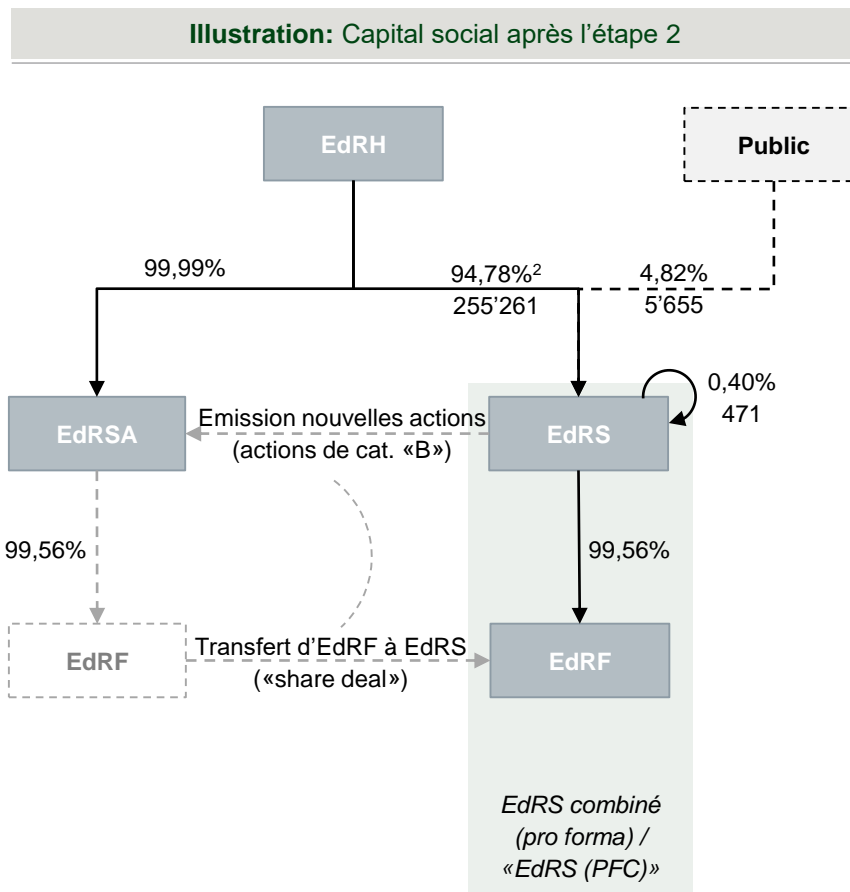 Illustration: Capital social après l’étape 2
EdRH
Public
99,99%
94,78%²
255’261
4,82%
5’655
0,40%
471
EdRSA
Emission nouvelles actions
(actions de cat. «B»)
EdRS
99,56%
99,56%
EdRF
Transfert d’EdRF à EdRS
(«share deal»)
EdRF
EdRS combiné
(pro forma) /
«EdRS (PFC)»